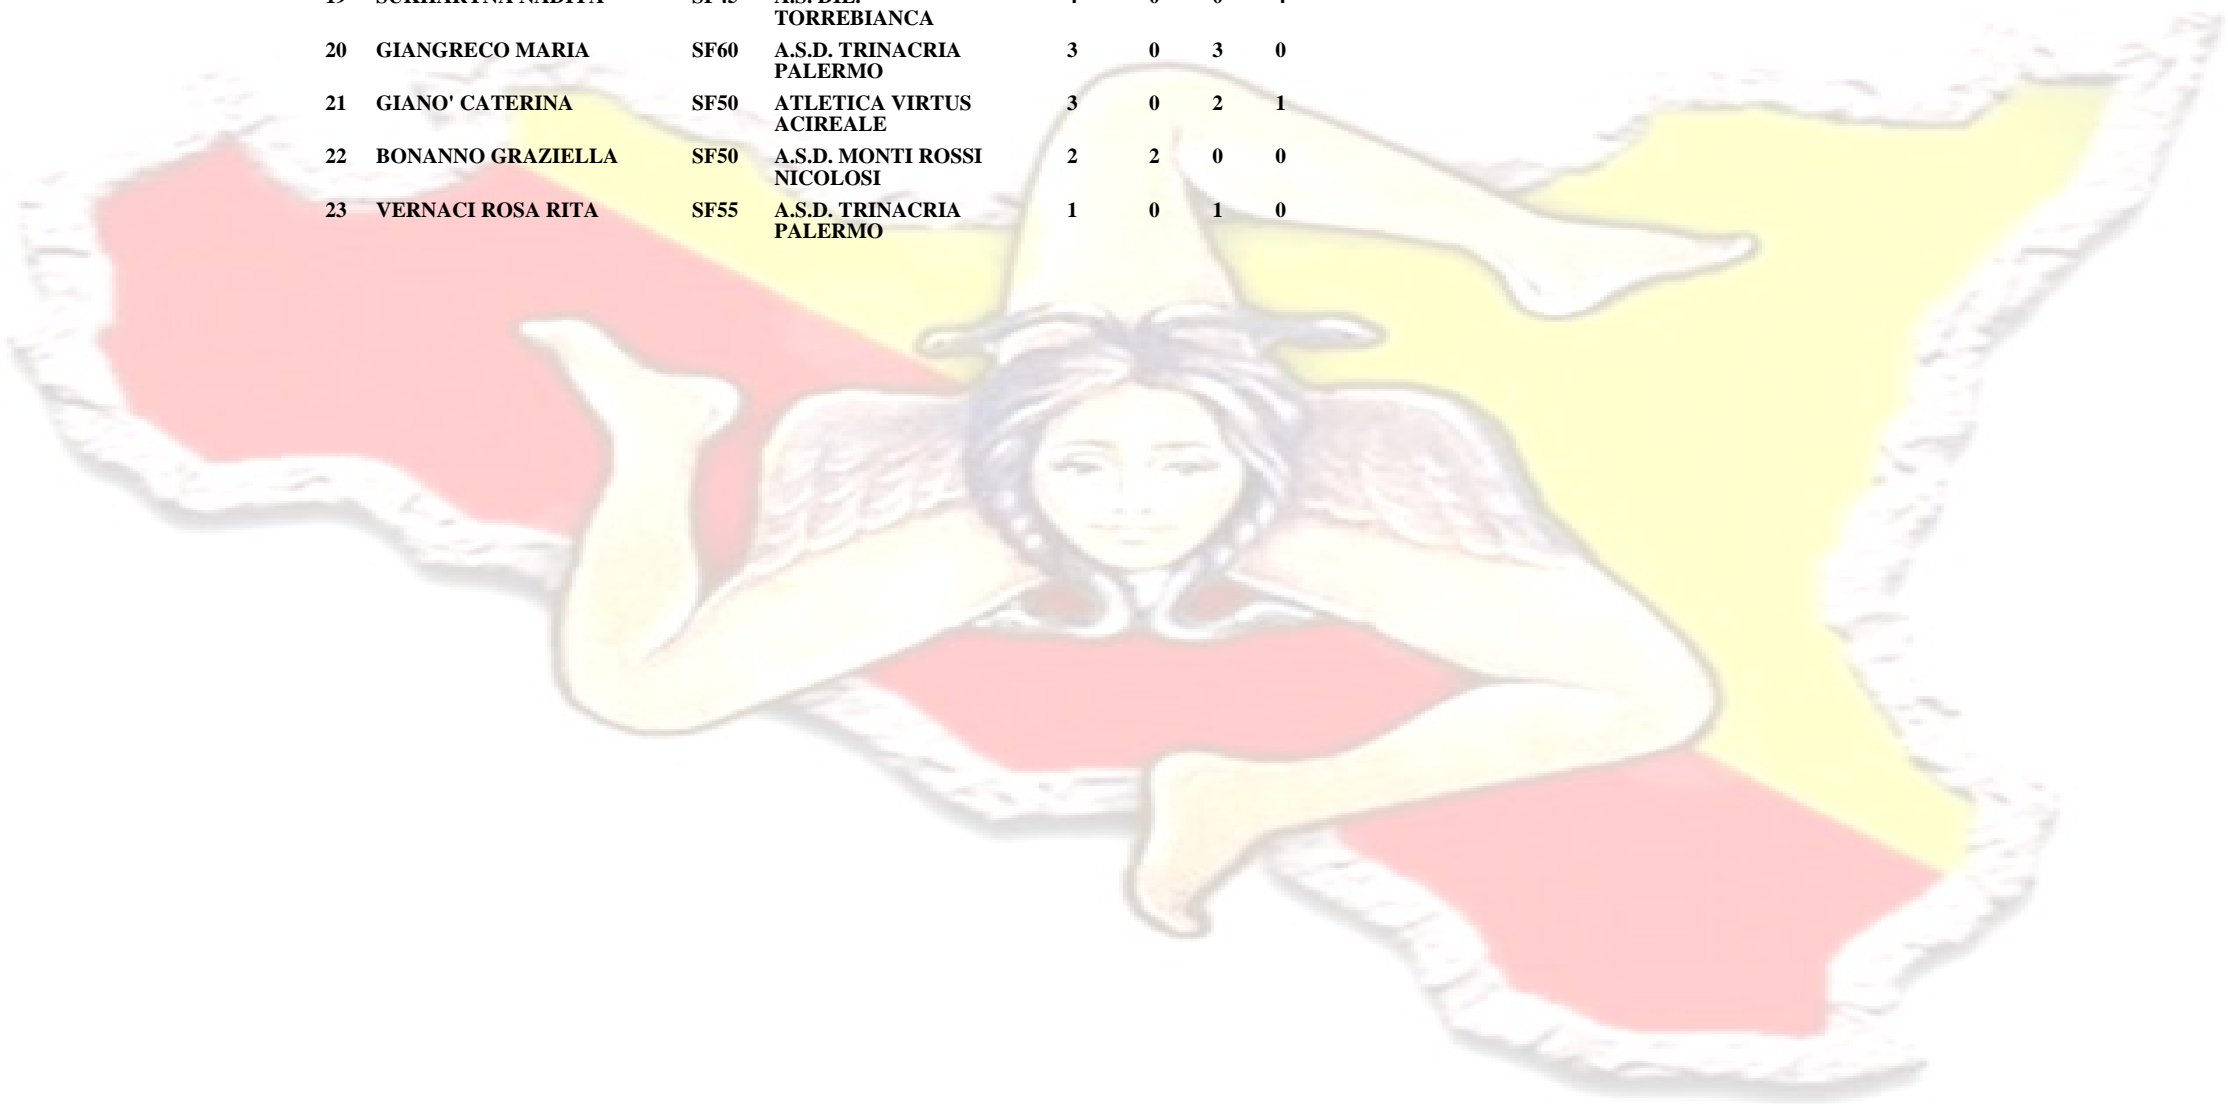 TORREBIANCA
20 GIANGRECO MARIA SF60 A.S.D. TRINACRIA 3 0 3 0
PALERMO
21 GIANO' CATERINA SF50 ATLETICA VIRTUS 3 0 2 1
ACIREALE
22 BONANNO GRAZIELLA SF50 A.S.D. MONTI ROSSI 2 2 0 0
NICOLOSI
23 VERNACI ROSA RITA SF55 A.S.D. TRINACRIA 1 0 1 0
PALERMO